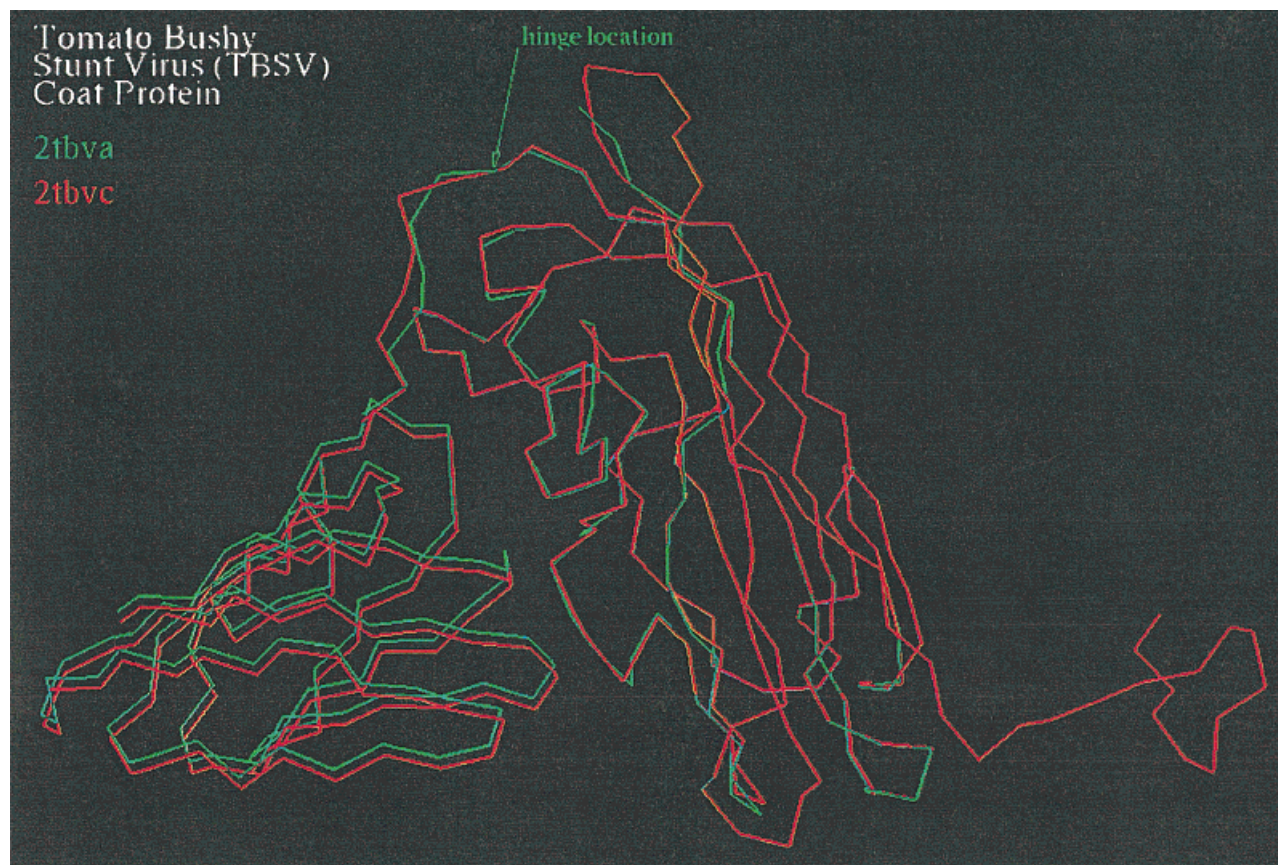 Tomato Bushy
Stunt Virus (TBSV)
Coat Protein
hinge location
2tbva
2tbvc